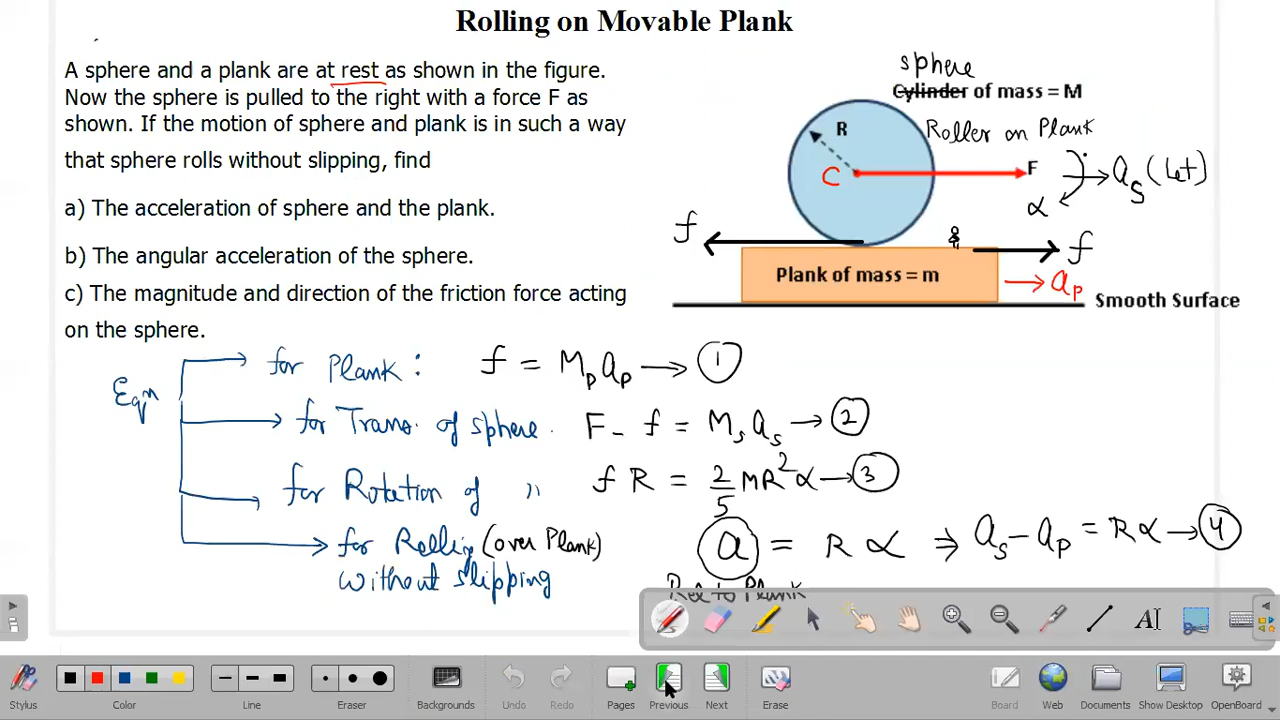 Rolling on Movable Plank
A sphere and a plank are at rest as shown in the figure.
Now the sphere is pulled to the right with a force F as
shown. If the motion of sphere and plank is in such a way
that sphere rolls without slipping, find
a) The acceleration of sphere and the plank.
b) The angular acceleration of the sphere.
c) The magnitude and direction of the friction force acting
on the sphere.
sphere
Cylinder of mass = M
R
Roller on Plank
C
F
α
a_s (let)
f
f
Plank of mass = m
a_p
Smooth Surface
Eqn
for Plank : f = M_p a_p → ①
for Trans. of sphere. F - f = M_s a_s → ②
for Rotation of " f R = 2/5 MR²α → ③
for Rolling (over Plank) a = R α ⇒ a_s - a_p = Rα → ④
without slipping
Rel to Plank
Stylus
Color
Line
Eraser
Backgrounds
Undo
Redo
Pages
Previous
Next
Erase
Board
Web
Documents
Show Desktop
OpenBoard